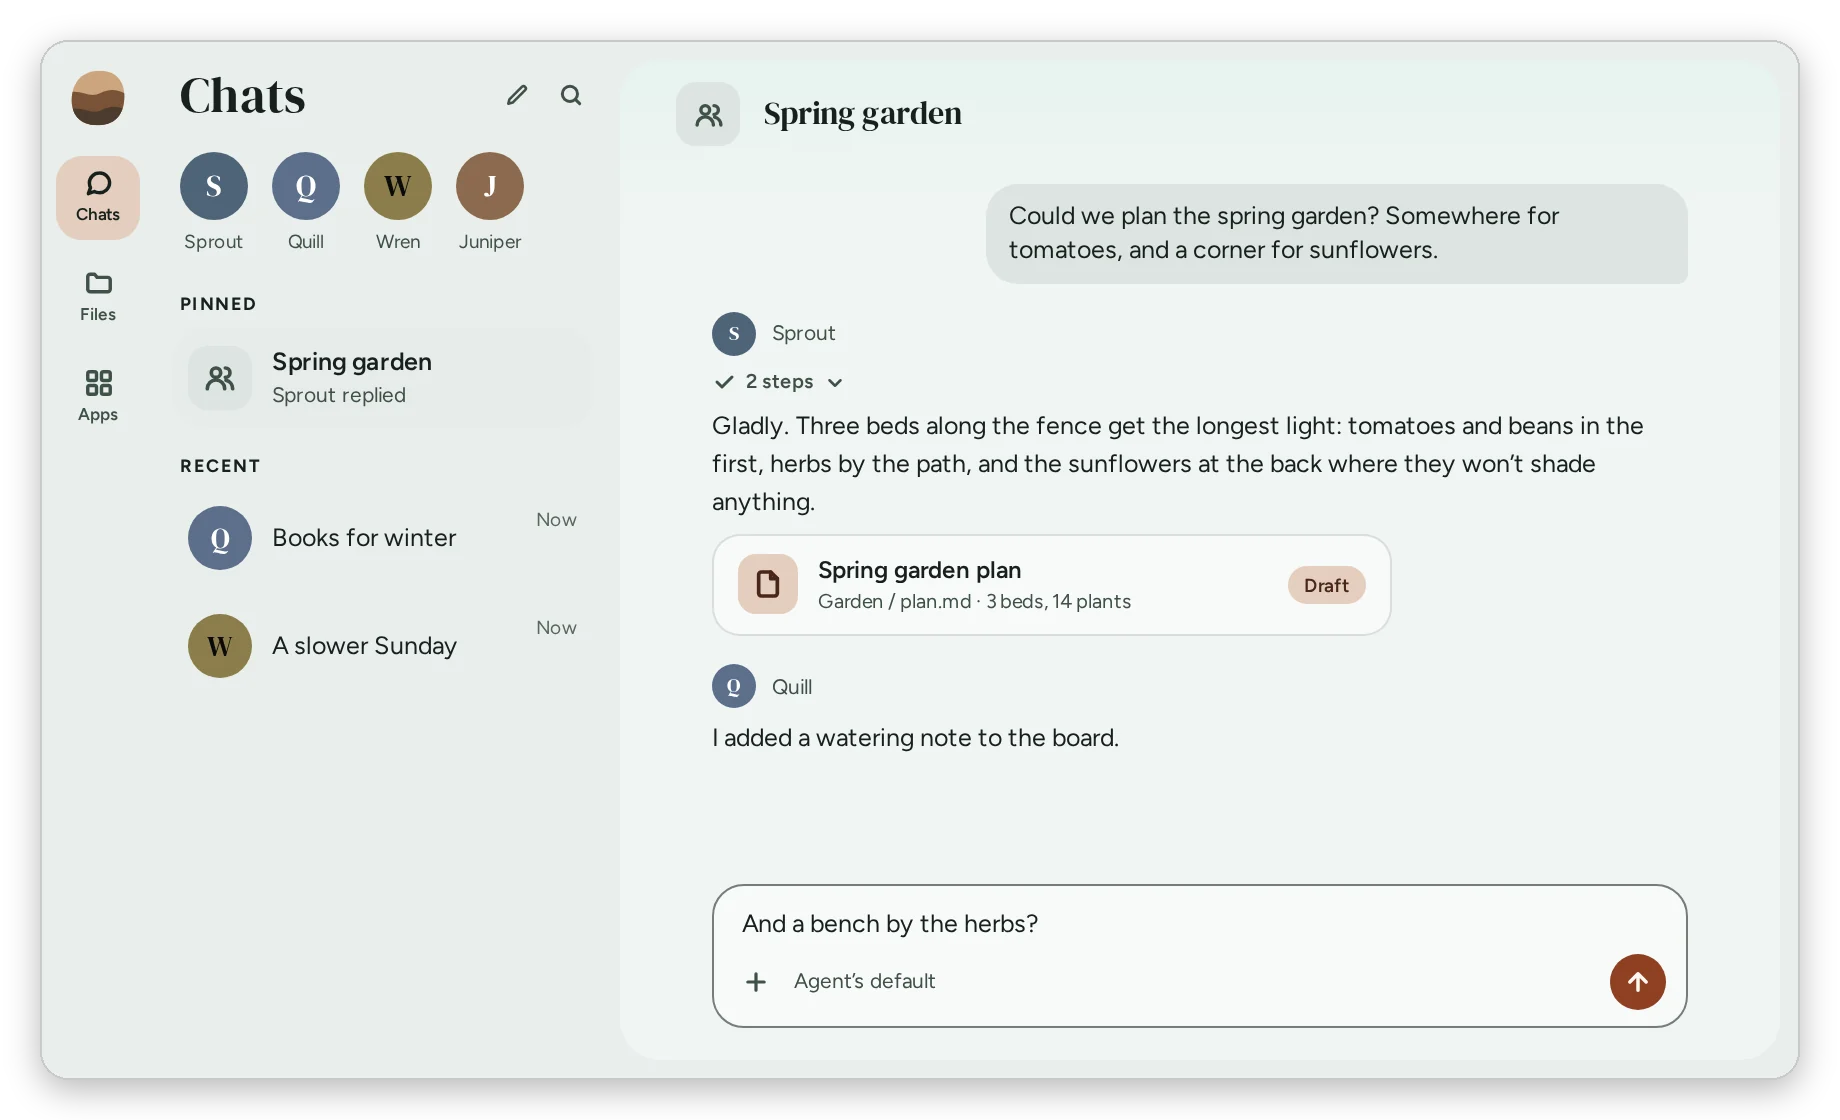 Chats
Chats
Files
Apps
S
Q
W
J
Sprout
Quill
Wren
Juniper
PINNED
Spring garden
Sprout replied
RECENT
Q
Books for winter
Now
W
A slower Sunday
Now
Spring garden
Could we plan the spring garden? Somewhere for
tomatoes, and a corner for sunflowers.
S
Sprout
2 steps
Gladly. Three beds along the fence get the longest light: tomatoes and beans in the
first, herbs by the path, and the sunflowers at the back where they won’t shade
anything.
Spring garden plan
Garden / plan.md · 3 beds, 14 plants
Draft
Q
Quill
I added a watering note to the board.
And a bench by the herbs?
Agent’s default